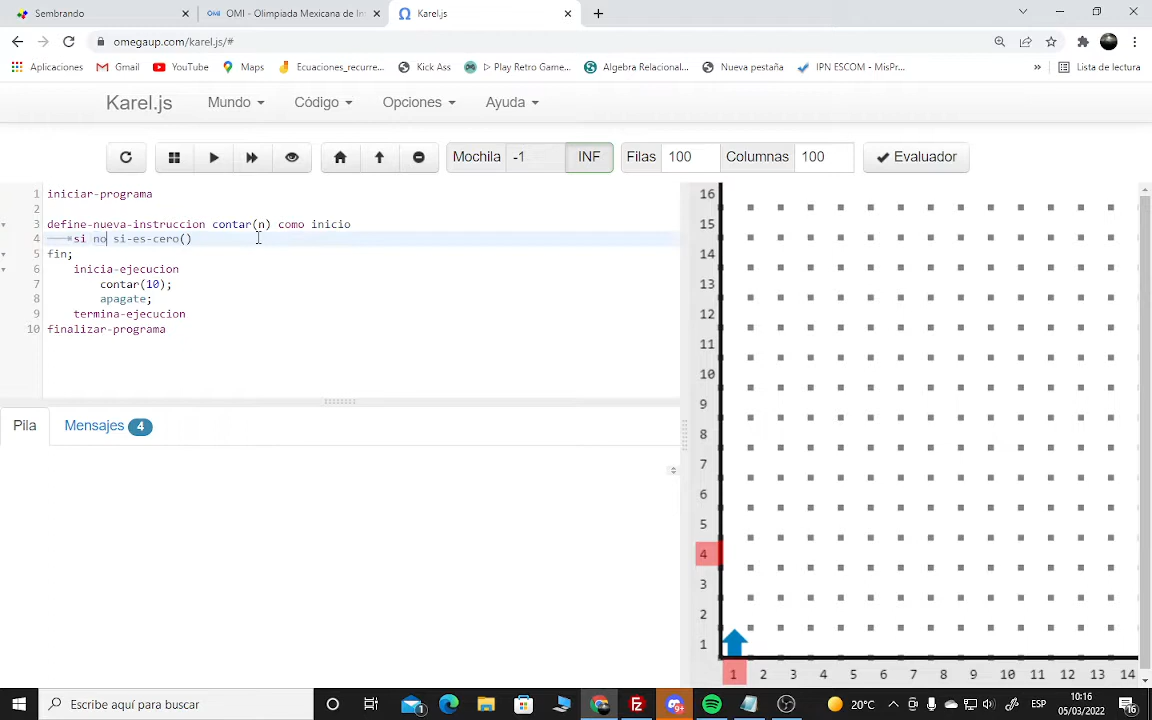 Sembrando
OMI - Olimpiada Mexicana de In
Karel.js
omegaup.com/karel.js/#
Aplicaciones
Gmail
YouTube
Maps
Ecuaciones_recurre...
Kick Ass
Play Retro Game...
Algebra Relacional...
Nueva pestaña
IPN ESCOM - MisPr...
»
Lista de lectura
Karel.js
Mundo
Código
Opciones
Ayuda
Mochila
-1
INF
Filas
100
Columnas
100
Evaluador
1 iniciar-programa
2
3 define-nueva-instruccion contar(n) como inicio
4 si no si-es-cero()
5 fin;
6 inicia-ejecucion
7 contar(10);
8 apagate;
9 termina-ejecucion
10 finalizar-programa
Pila
Mensajes 4
16
15
14
13
12
11
10
9
8
7
6
5
4
3
2
1
1 2 3 4 5 6 7 8 9 10 11 12 13 14
Escribe aquí para buscar
1
20°C
ESP
10:16
05/03/2022
16